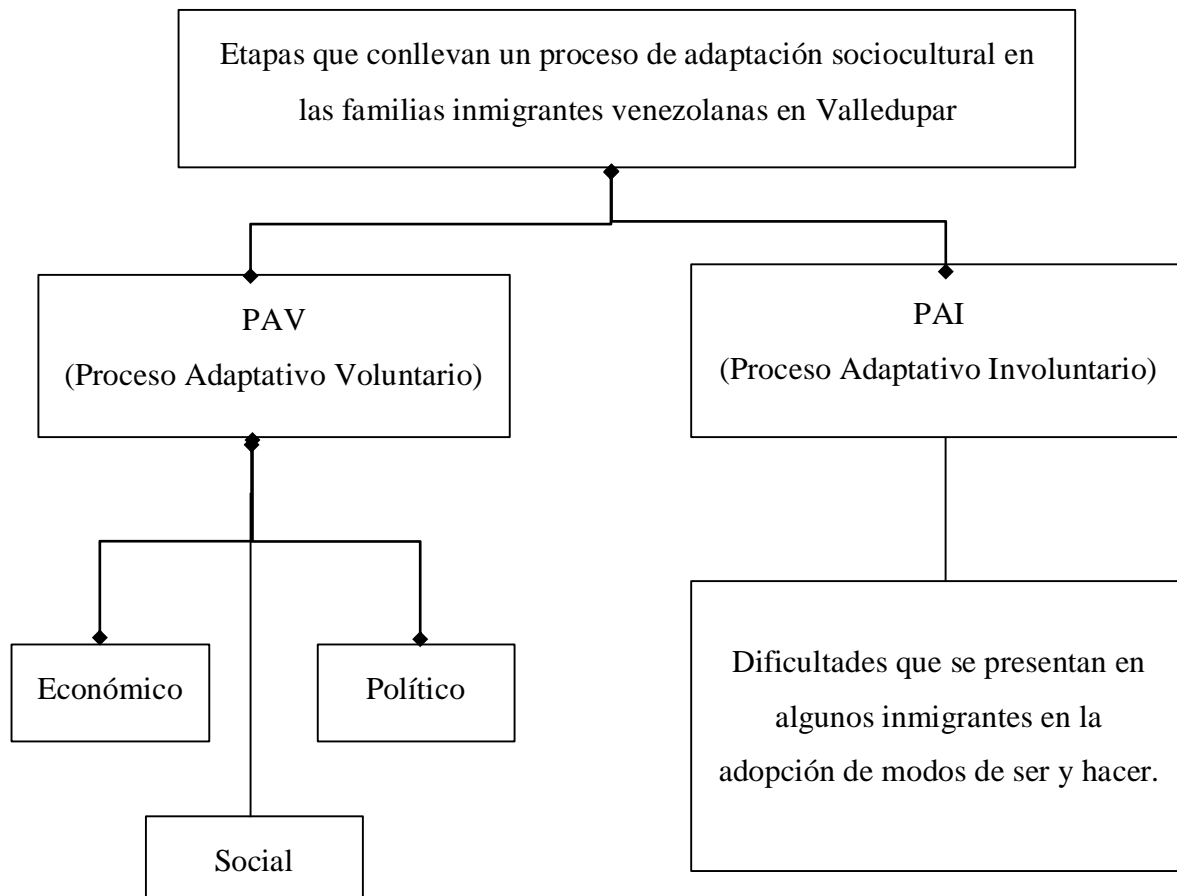 Etapas que conllevan un proceso de adaptación sociocultural en
las familias inmigrantes venezolanas en Valledupar
PAV
(Proceso Adaptativo Voluntario)
PAI
(Proceso Adaptativo Involuntario)
Económico
Político
Social
Dificultades que se presentan en
algunos inmigrantes en la
adopción de modos de ser y hacer.